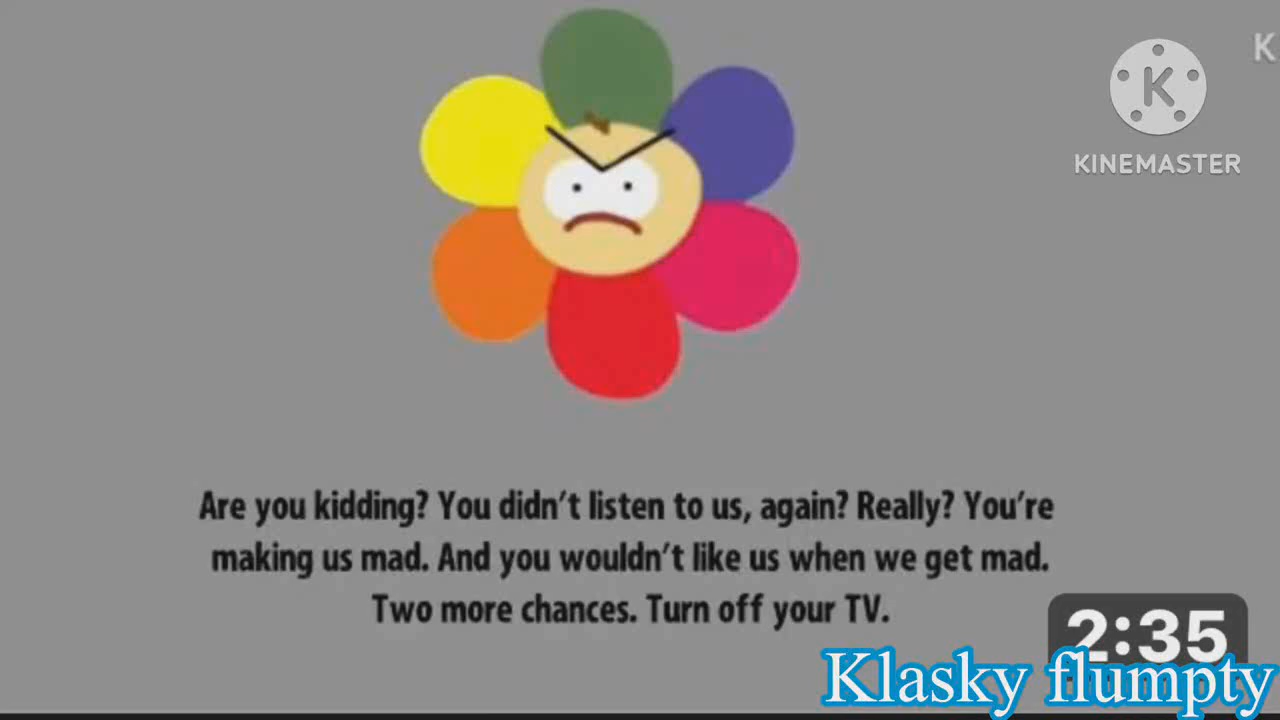 K
K
KINEMASTER
Are you kidding? You didn't listen to us, again? Really? You're
making us mad. And you wouldn't like us when we get mad.
Two more chances. Turn off your TV.
2:35
Klasky flumpty